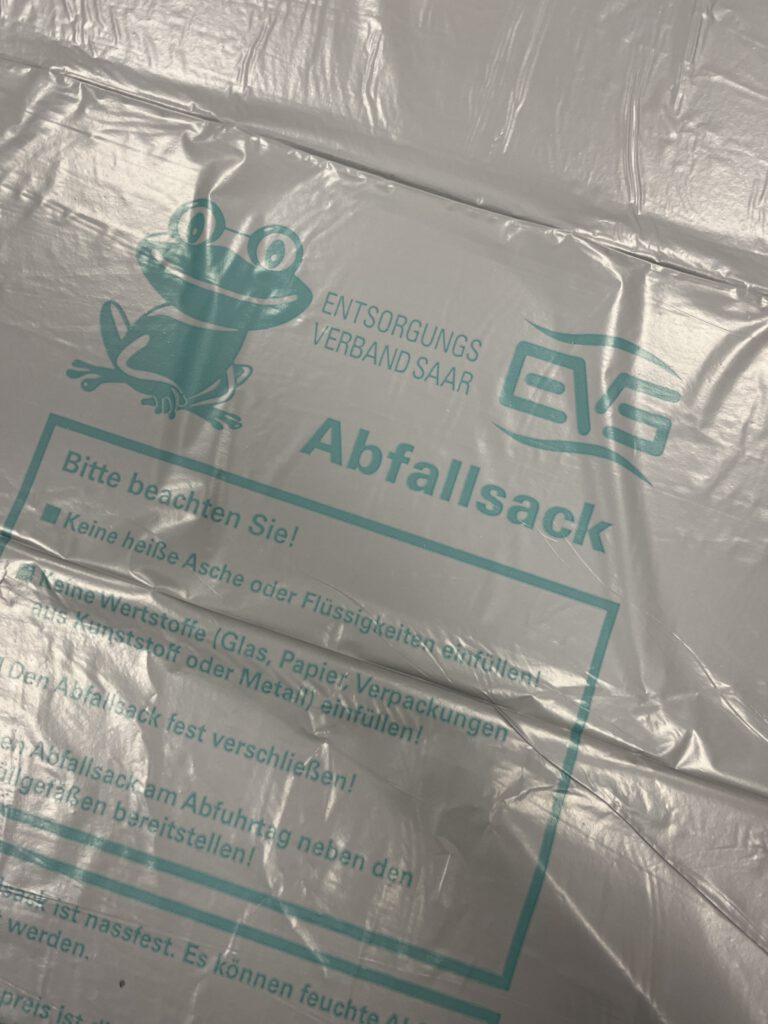 ENTSORGUNGS
VERBAND SAAR
EVS
Abfallsack
Bitte beachten Sie!
Keine heiße Asche oder Flüssigkeiten einfüllen!
Keine Wertstoffe (Glas, Papier, Verpackungen
aus Kunststoff oder Metall) einfüllen!
Den Abfallsack fest verschließen!
Abfallsack am Abfuhrtag neben den
bereitstellen!
ist nassfest. Es können feuchte
werden.
preis ist